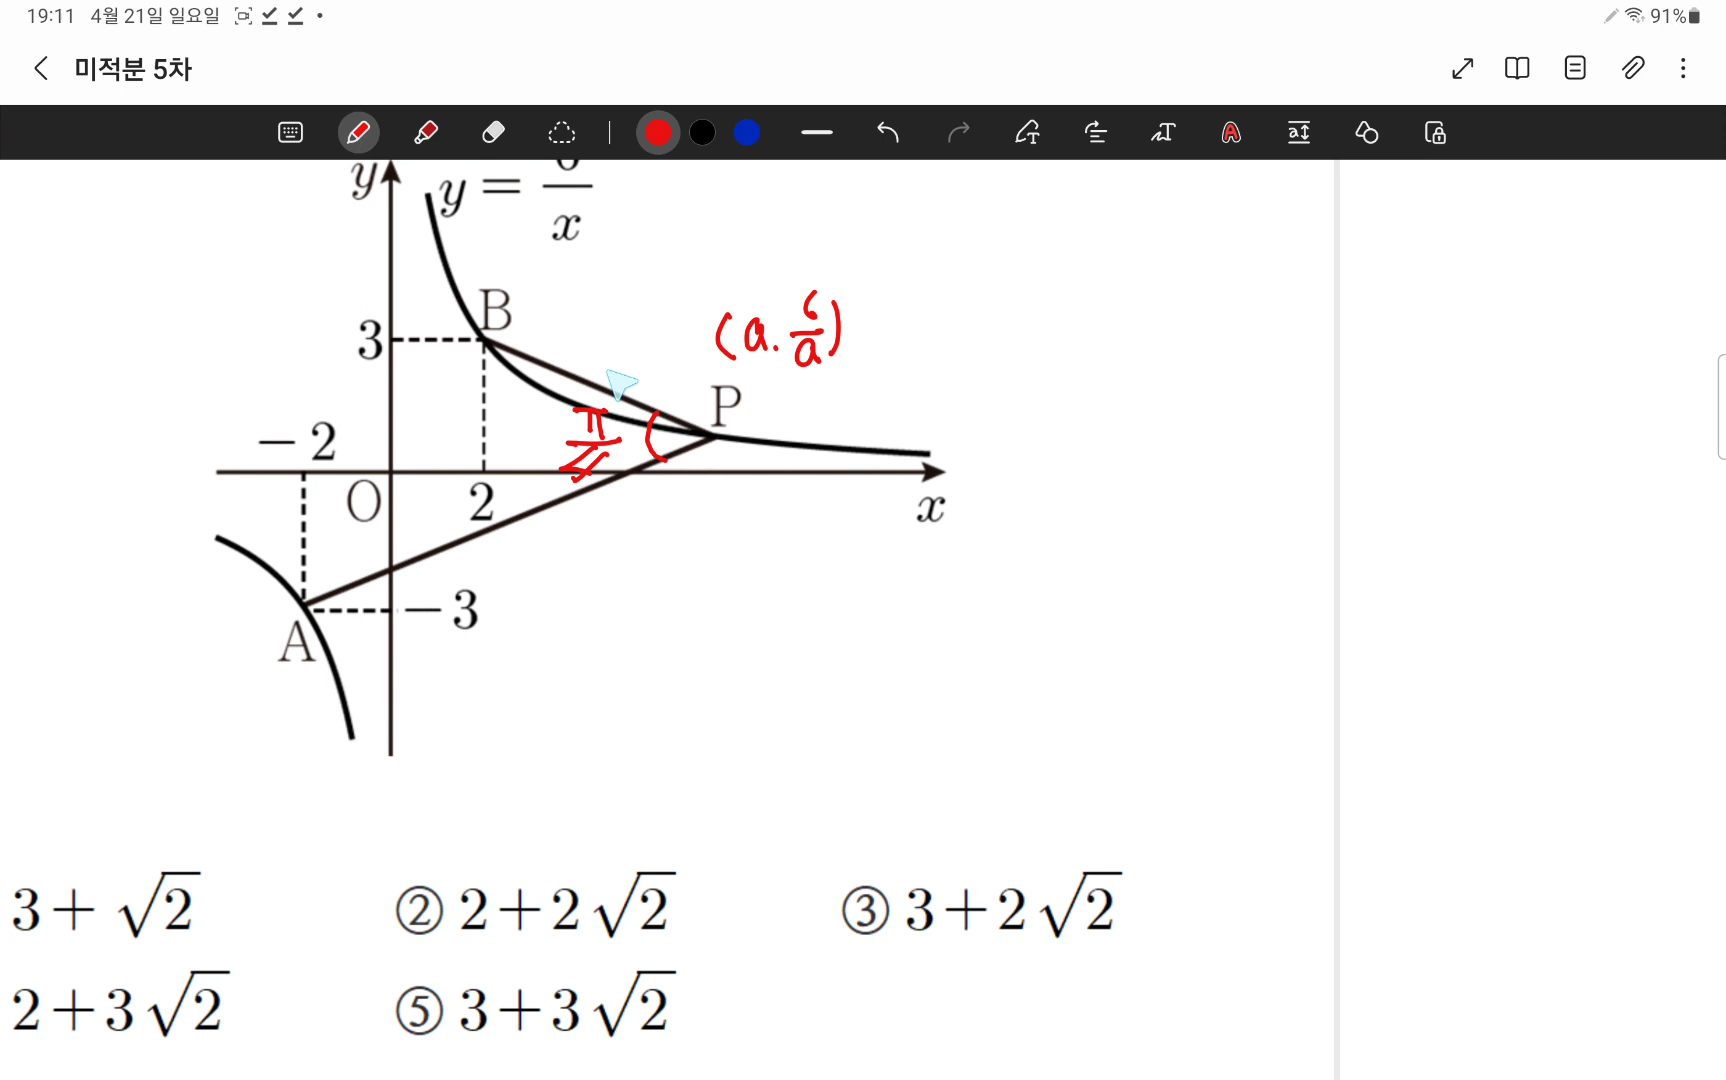 19:11 4월 21일 일요일
91%
미적분 5차
y
y = 6/x
B
3
(a. 6/a)
P
π/4
-2
O
2
x
-3
A
3+√2 ② 2+2√2 ③ 3+2√2
2+3√2 ⑤ 3+3√2